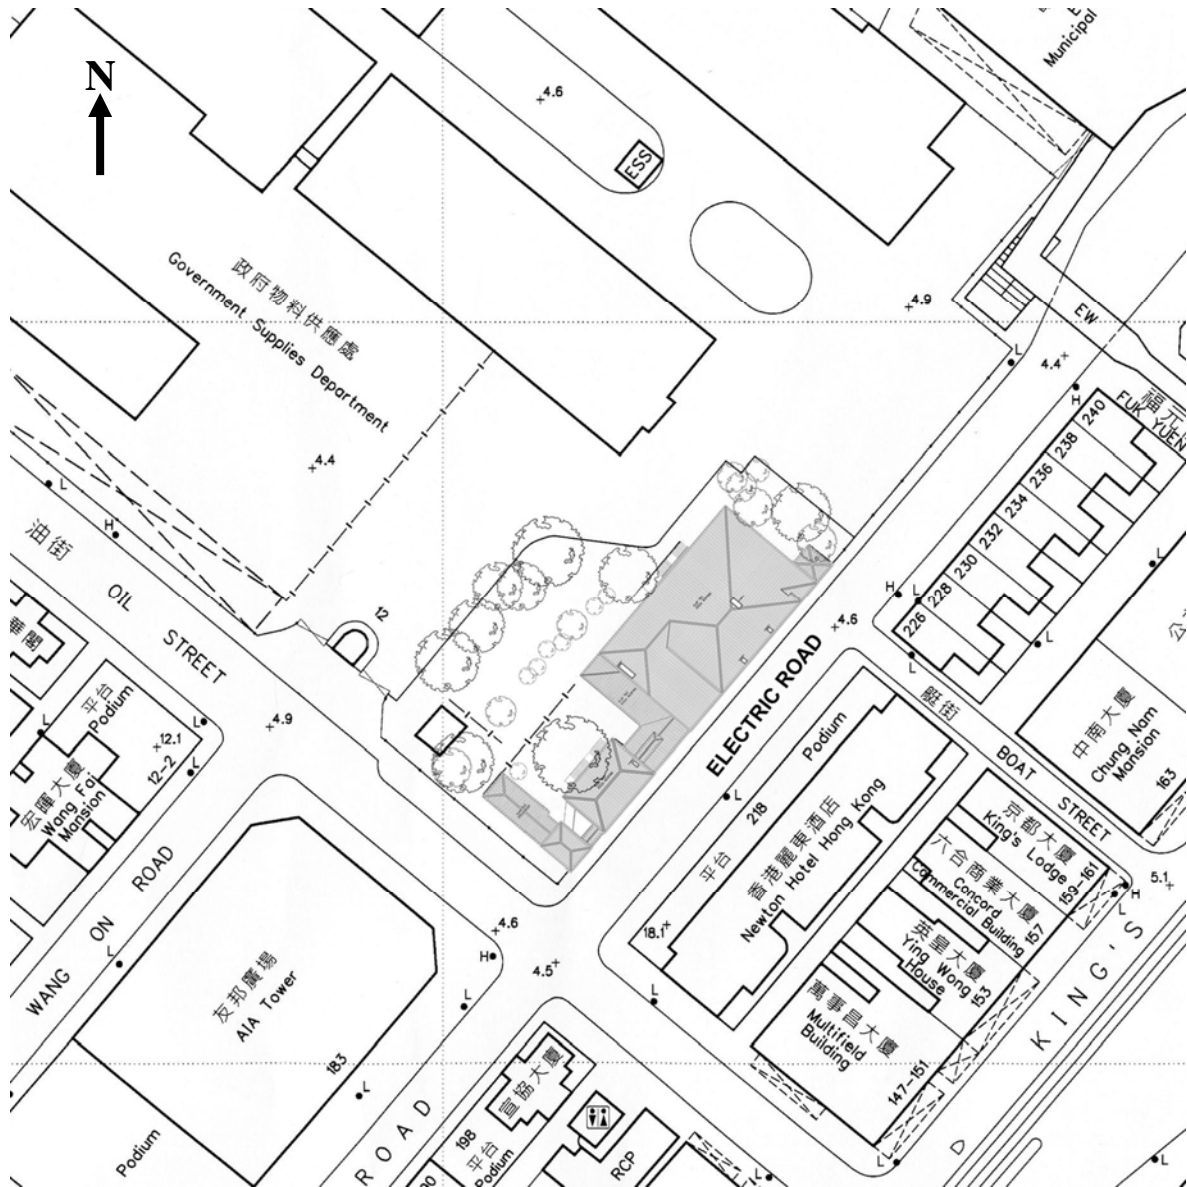 N
4.6
ESS
Municipal
政府物料供應處
Government Supplies Department
4.9
EW
4.4
4.4
240
238
236
234
232
230
228
226
FUK YUEN
福元
油街
OIL
STREET
12
4.6
ELECTRIC ROAD
艇街
BOAT
STREET
中南大廈
Chung Nam
Mansion
163
平台
Podium
12.1
12-2
宏暉大廈
Wang Fai
Mansion
4.9
WANG
ON
ROAD
友邦廣場
AIA Tower
183
Podium
4.6
4.5
218
Podium
平台
香港麗東酒店
Newton Hotel Hong Kong
18.1
京都大廈
King's Lodge
159-161
六合商業大廈
Concord
Commercial Building
157
英皇大廈
Ying Wong
House
153
萬事昌大廈
Multifield
Building
147-151
5.1
KING'S
宣協大廈
198
平台
Podium
RCP
ROAD